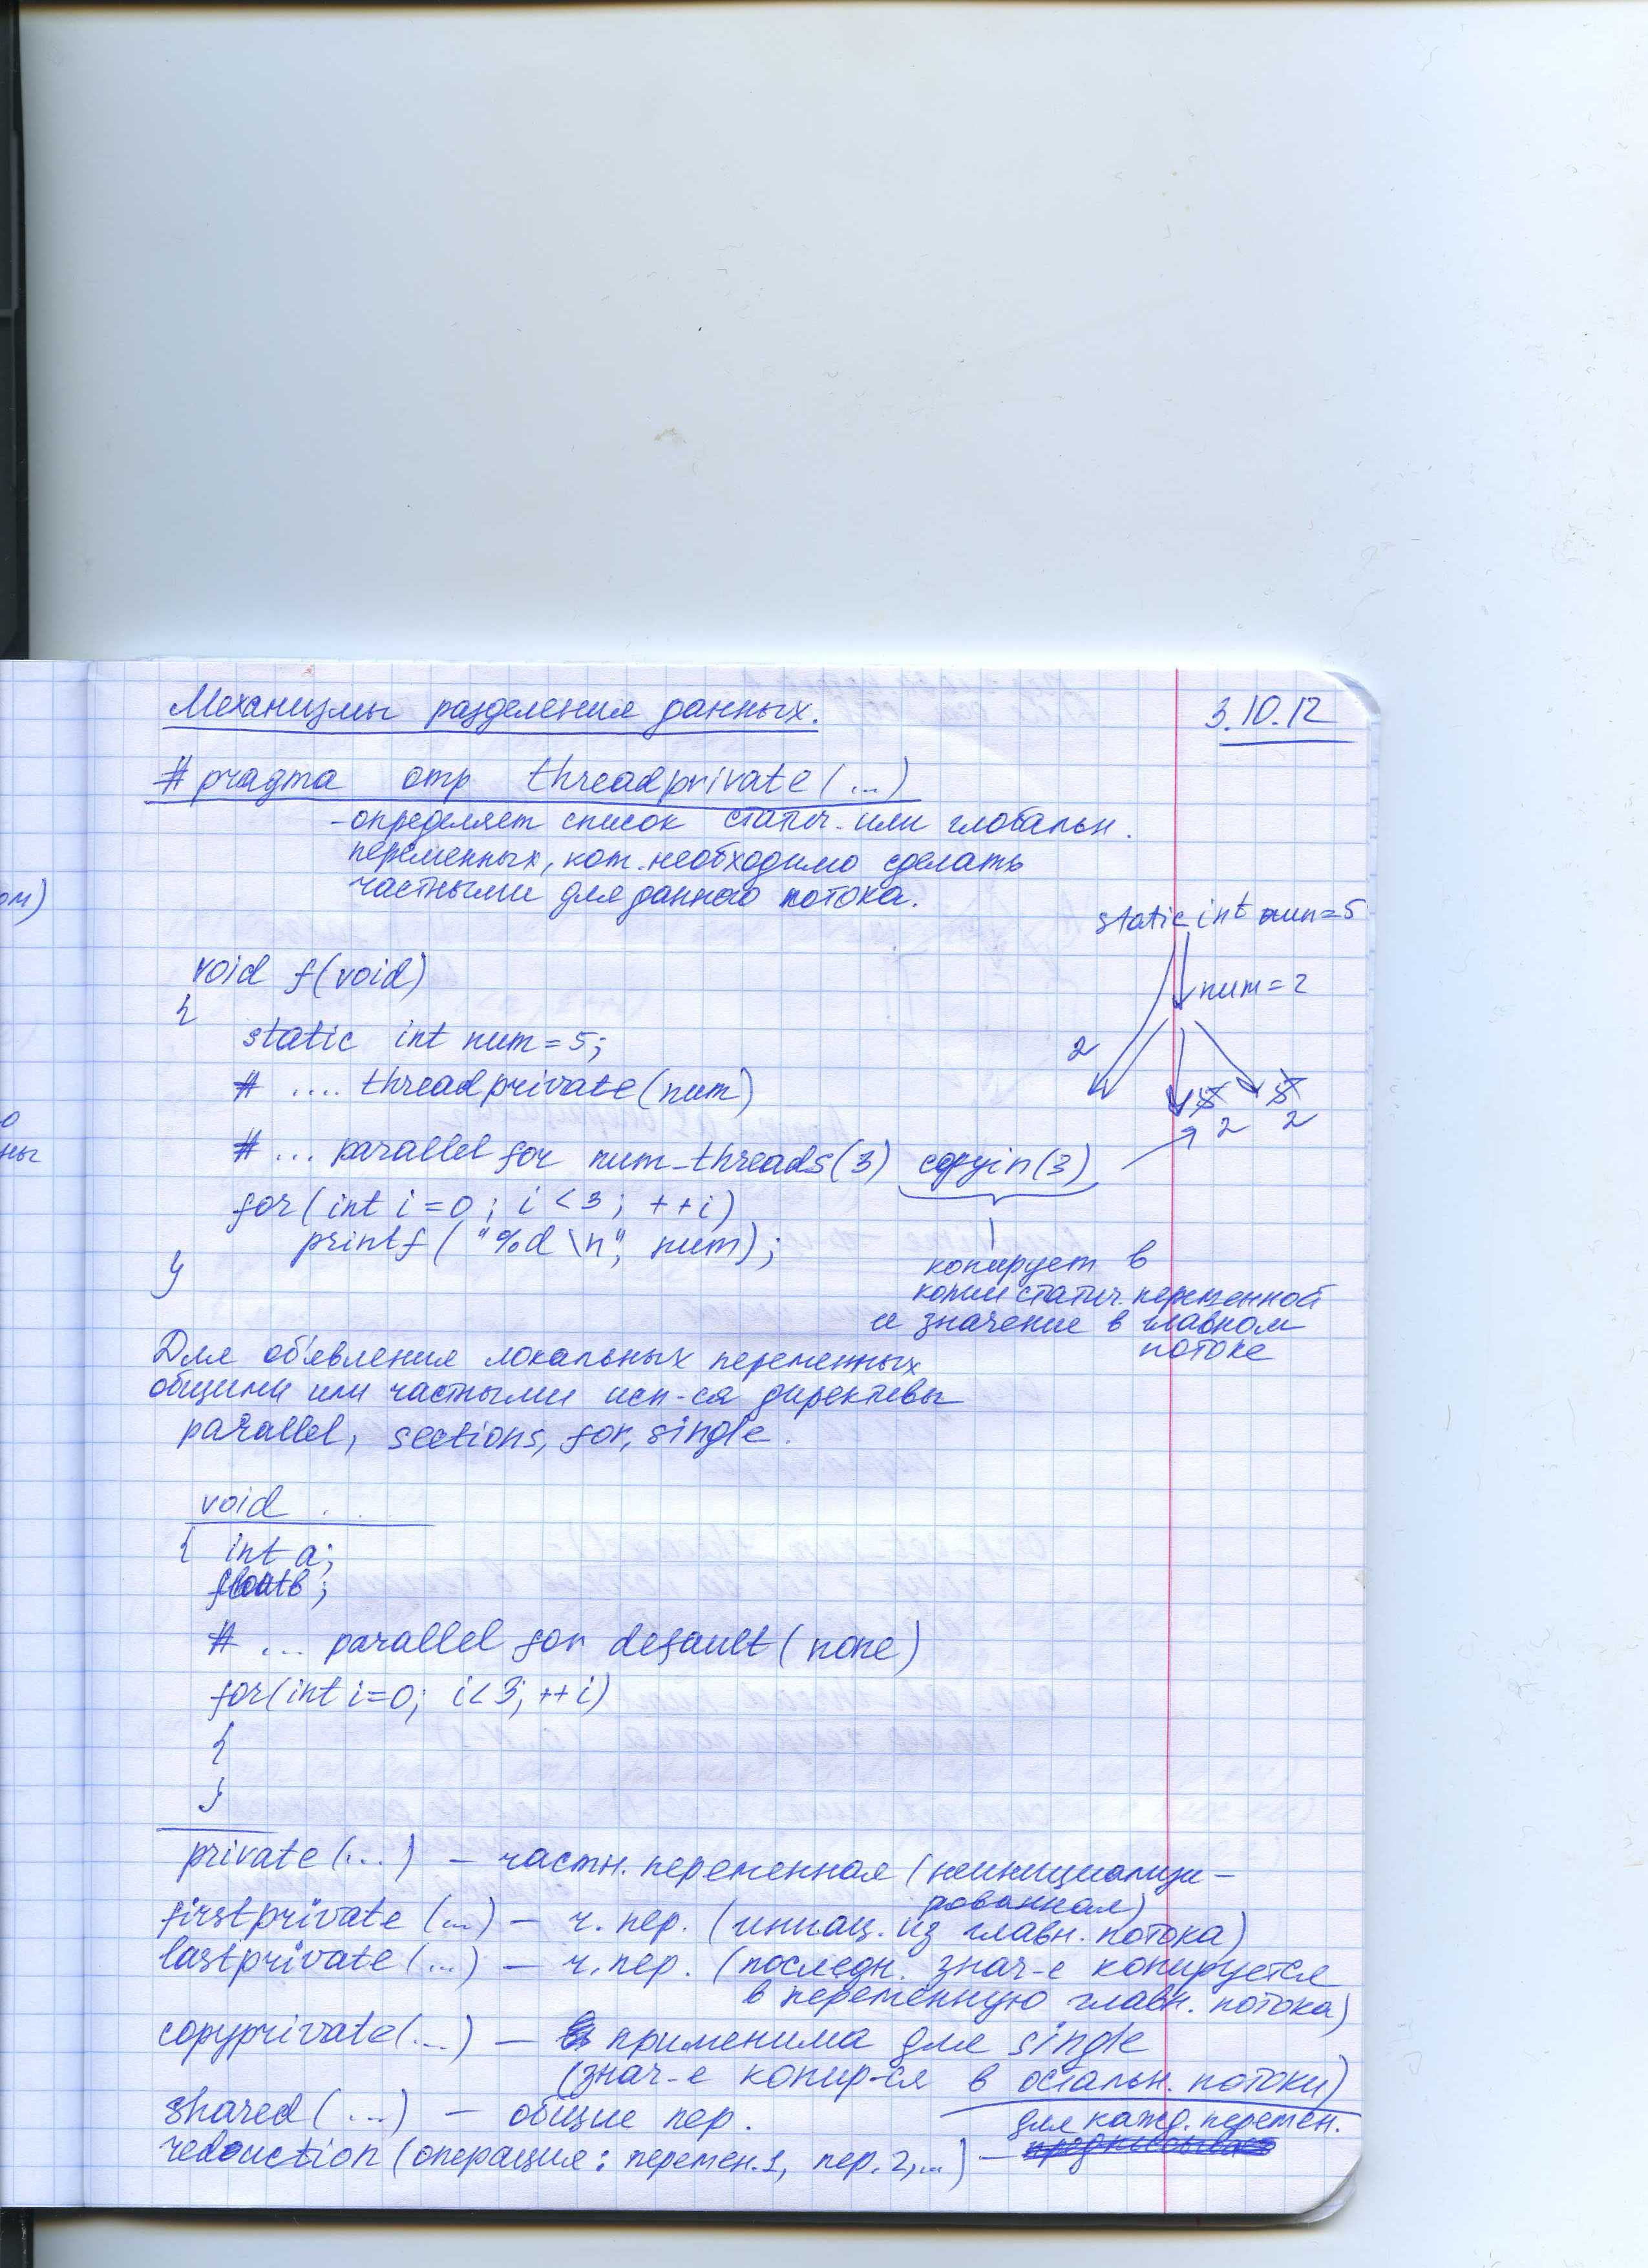 Механизмы разделения данных.
3.10.12
# pragma omp threadprivate(...)
- определяет список статич. или глобальн.
переменных, кот. необходимо сделать
частными для данного потока.
static int num=5
num=2
2
5 5
2 2
void f(void)
{
static int num=5;
# .... threadprivate(num)
# ... parallel for num_threads(3) copyin(3)
for(int i=0; i<3; ++i)
printf("%d\n", num);
}
копирует в
копии статич. переменной
и значение в главном
потоке
Для об'явления локальных переменных
общими или частными исп-ся директивы
parallel, sections, for, single.
void ...
{ int a;
float b;
# ... parallel for default(none)
for(int i=0; i<3; ++i)
{
}
private(...) – частн. переменная (неинициализи-
рованная)
firstprivate(...) – ч. пер. (инициац. из главн. потока)
lastprivate(...) – ч. пер. (последн. знач-е копируется
в переменную главн. потока)
copyprivate(...) – применима для single
(знач-е копир-ся в остальн. потоки)
shared(...) – общие пер.
для кажд. перемен.
reduction(операция: перемен.1, пер.2,...) –